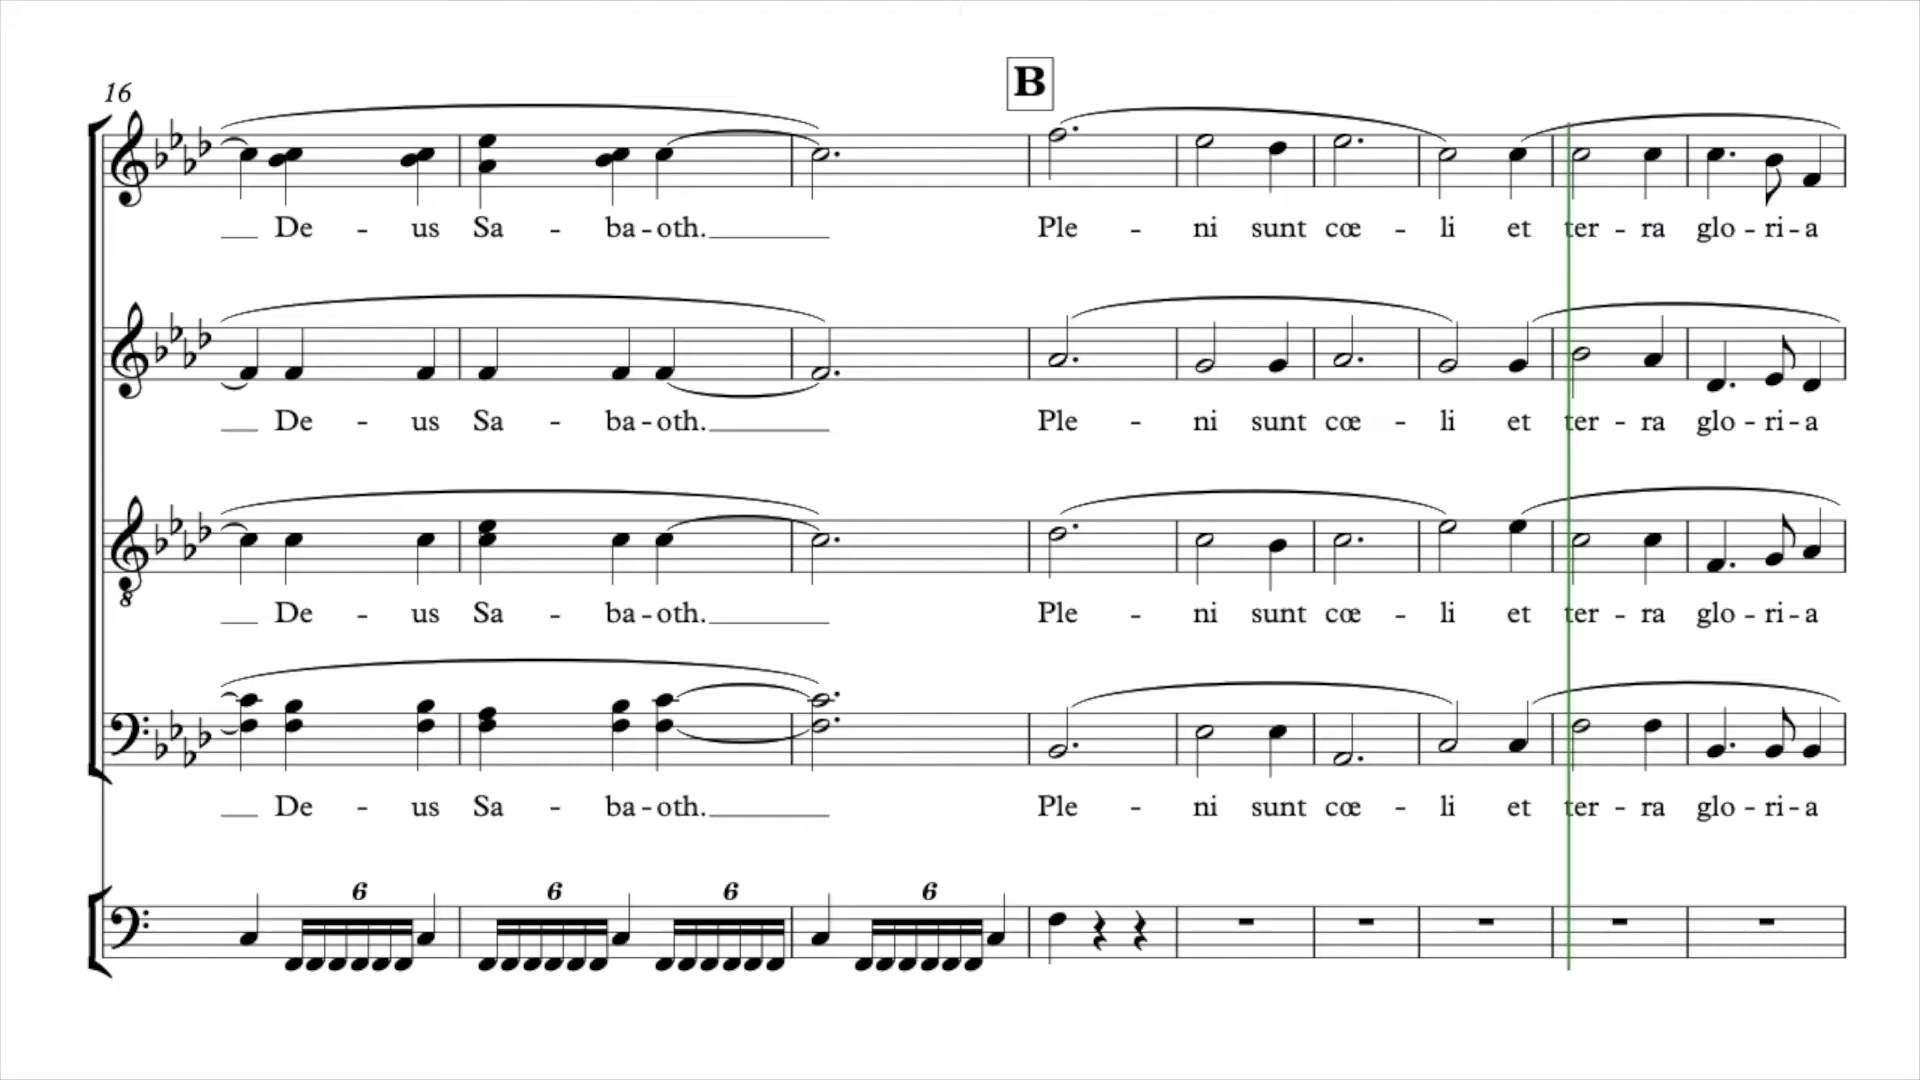 B
16
De - us Sa - ba - oth. Ple - ni sunt cœ - li et ter - ra glo - ri - a
De - us Sa - ba - oth. Ple - ni sunt cœ - li et ter - ra glo - ri - a
8
De - us Sa - ba - oth. Ple - ni sunt cœ - li et ter - ra glo - ri - a
De - us Sa - ba - oth. Ple - ni sunt cœ - li et ter - ra glo - ri - a
6 6 6 6